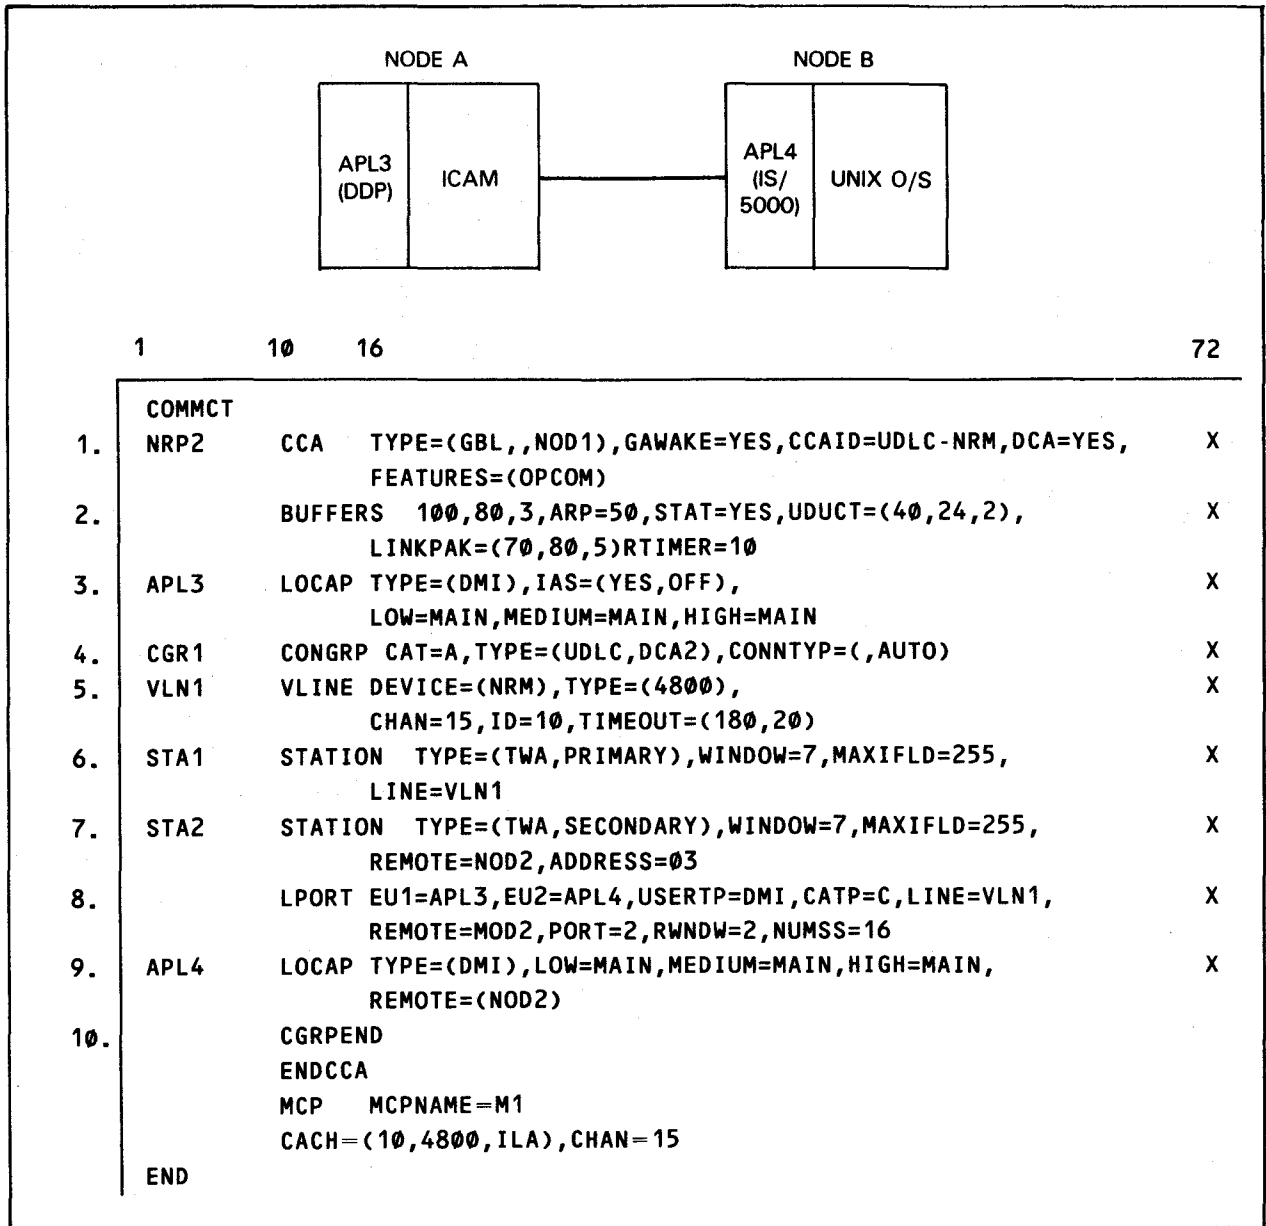 NODE A NODE B
APL3 (DDP) ICAM APL4 (IS/ 5000) UNIX O/S
1 10 16 72
COMMCT
1. NRP2 CCA TYPE=(GBL,,NOD1),GAWAKE=YES,CCAID=UDLC-NRM,DCA=YES, X
FEATURES=(OPCOM)
2. BUFFERS 100,80,3,ARP=50,STAT=YES,UDUCT=(40,24,2), X
LINKPAK=(70,80,5)RTIMER=10
3. APL3 LOCAP TYPE=(DMI),IAS=(YES,OFF), X
LOW=MAIN,MEDIUM=MAIN,HIGH=MAIN
4. CGR1 CONGRP CAT=A,TYPE=(UDLC,DCA2),CONNTYP=(,AUTO) X
5. VLN1 VLINE DEVICE=(NRM),TYPE=(4800), X
CHAN=15,ID=10,TIMEOUT=(180,20)
6. STA1 STATION TYPE=(TWA,PRIMARY),WINDOW=7,MAXIFLD=255, X
LINE=VLN1
7. STA2 STATION TYPE=(TWA,SECONDARY),WINDOW=7,MAXIFLD=255, X
REMOTE=NOD2,ADDRESS=03
8. LPORT EU1=APL3,EU2=APL4,USERTP=DMI,CATP=C,LINE=VLN1, X
REMOTE=MOD2,PORT=2,RWNDW=2,NUMSS=16
9. APL4 LOCAP TYPE=(DMI),LOW=MAIN,MEDIUM=MAIN,HIGH=MAIN, X
REMOTE=(NOD2)
10. CGRPEND
ENDCCA
MCP MCPNAME=M1
CACH=(10,4800,ILA),CHAN=15
END